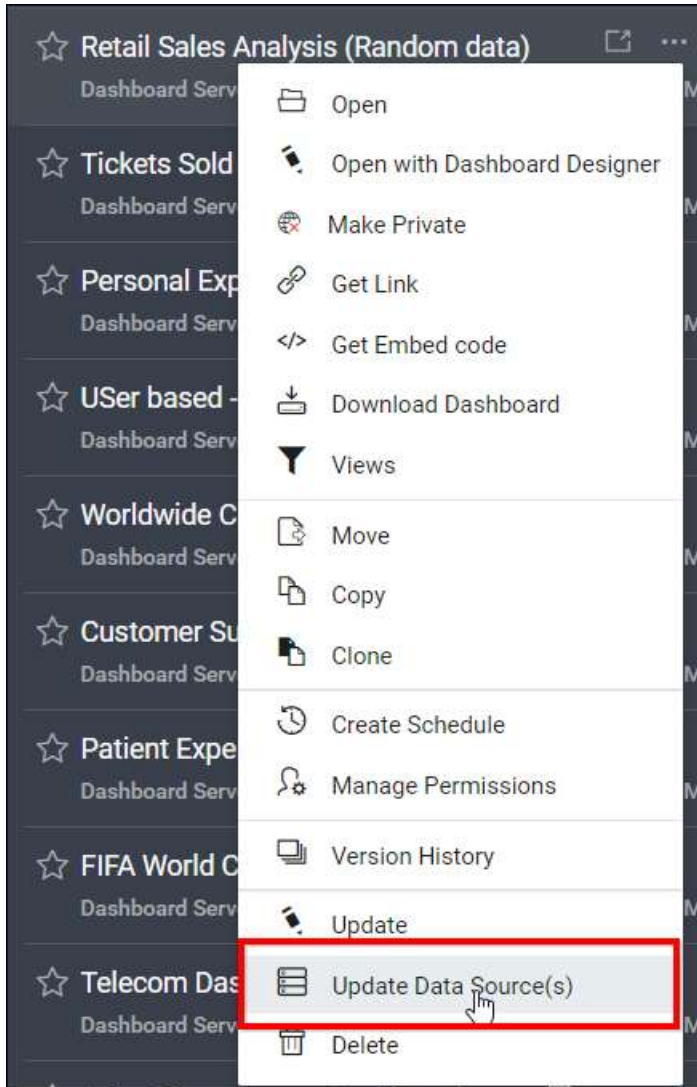 Retail Sales Analysis (Random data)
Dashboard Serv
Open
Tickets Sold
Open with Dashboard Designer
Dashboard Serv
Make Private
Personal Exp
Get Link
Dashboard Serv
</> Get Embed code
USer based -
Download Dashboard
Dashboard Serv
Views
Worldwide C
Move
Dashboard Serv
Copy
Customer Su
Clone
Dashboard Serv
Create Schedule
Patient Expe
Manage Permissions
Dashboard Serv
Version History
FIFA World C
Dashboard Serv
Update
Telecom Das
Update Data Source(s)
Dashboard Serv
Delete